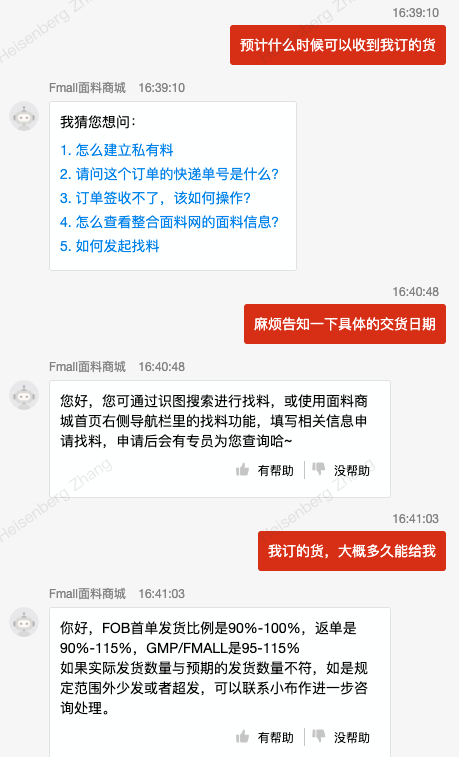 16:39:10
预计什么时候可以收到我订的货
Fmall面料商城 16:39:10
我猜您想问：
1. 怎么建立私有料
2. 请问这个订单的快递单号是什么？
3. 订单签收不了，该如何操作？
4. 怎么查看整合面料网的面料信息？
5. 如何发起找料
16:40:48
麻烦告知一下具体的交货日期
Fmall面料商城 16:40:48
您好，您可通过识图搜索进行找料，或使用面料商
城首页右侧导航栏里的找料功能，填写相关信息申
请找料，申请后会有专员为您查询哈~
有帮助 没帮助
16:41:03
我订的货，大概多久能给我
Fmall面料商城 16:41:03
你好，FOB首单发货比例是90%-100%，返单是
90%-115%，GMP/FMALL是95-115%
如果实际发货数量与预期的发货数量不符，如是规
定范围外少发或者超发，可以联系小布作进一步咨
询处理。
有帮助 没帮助
Heisenberg Zhang
Heisenberg Zhang
Heisenberg Zhang
Heisenberg Zhang